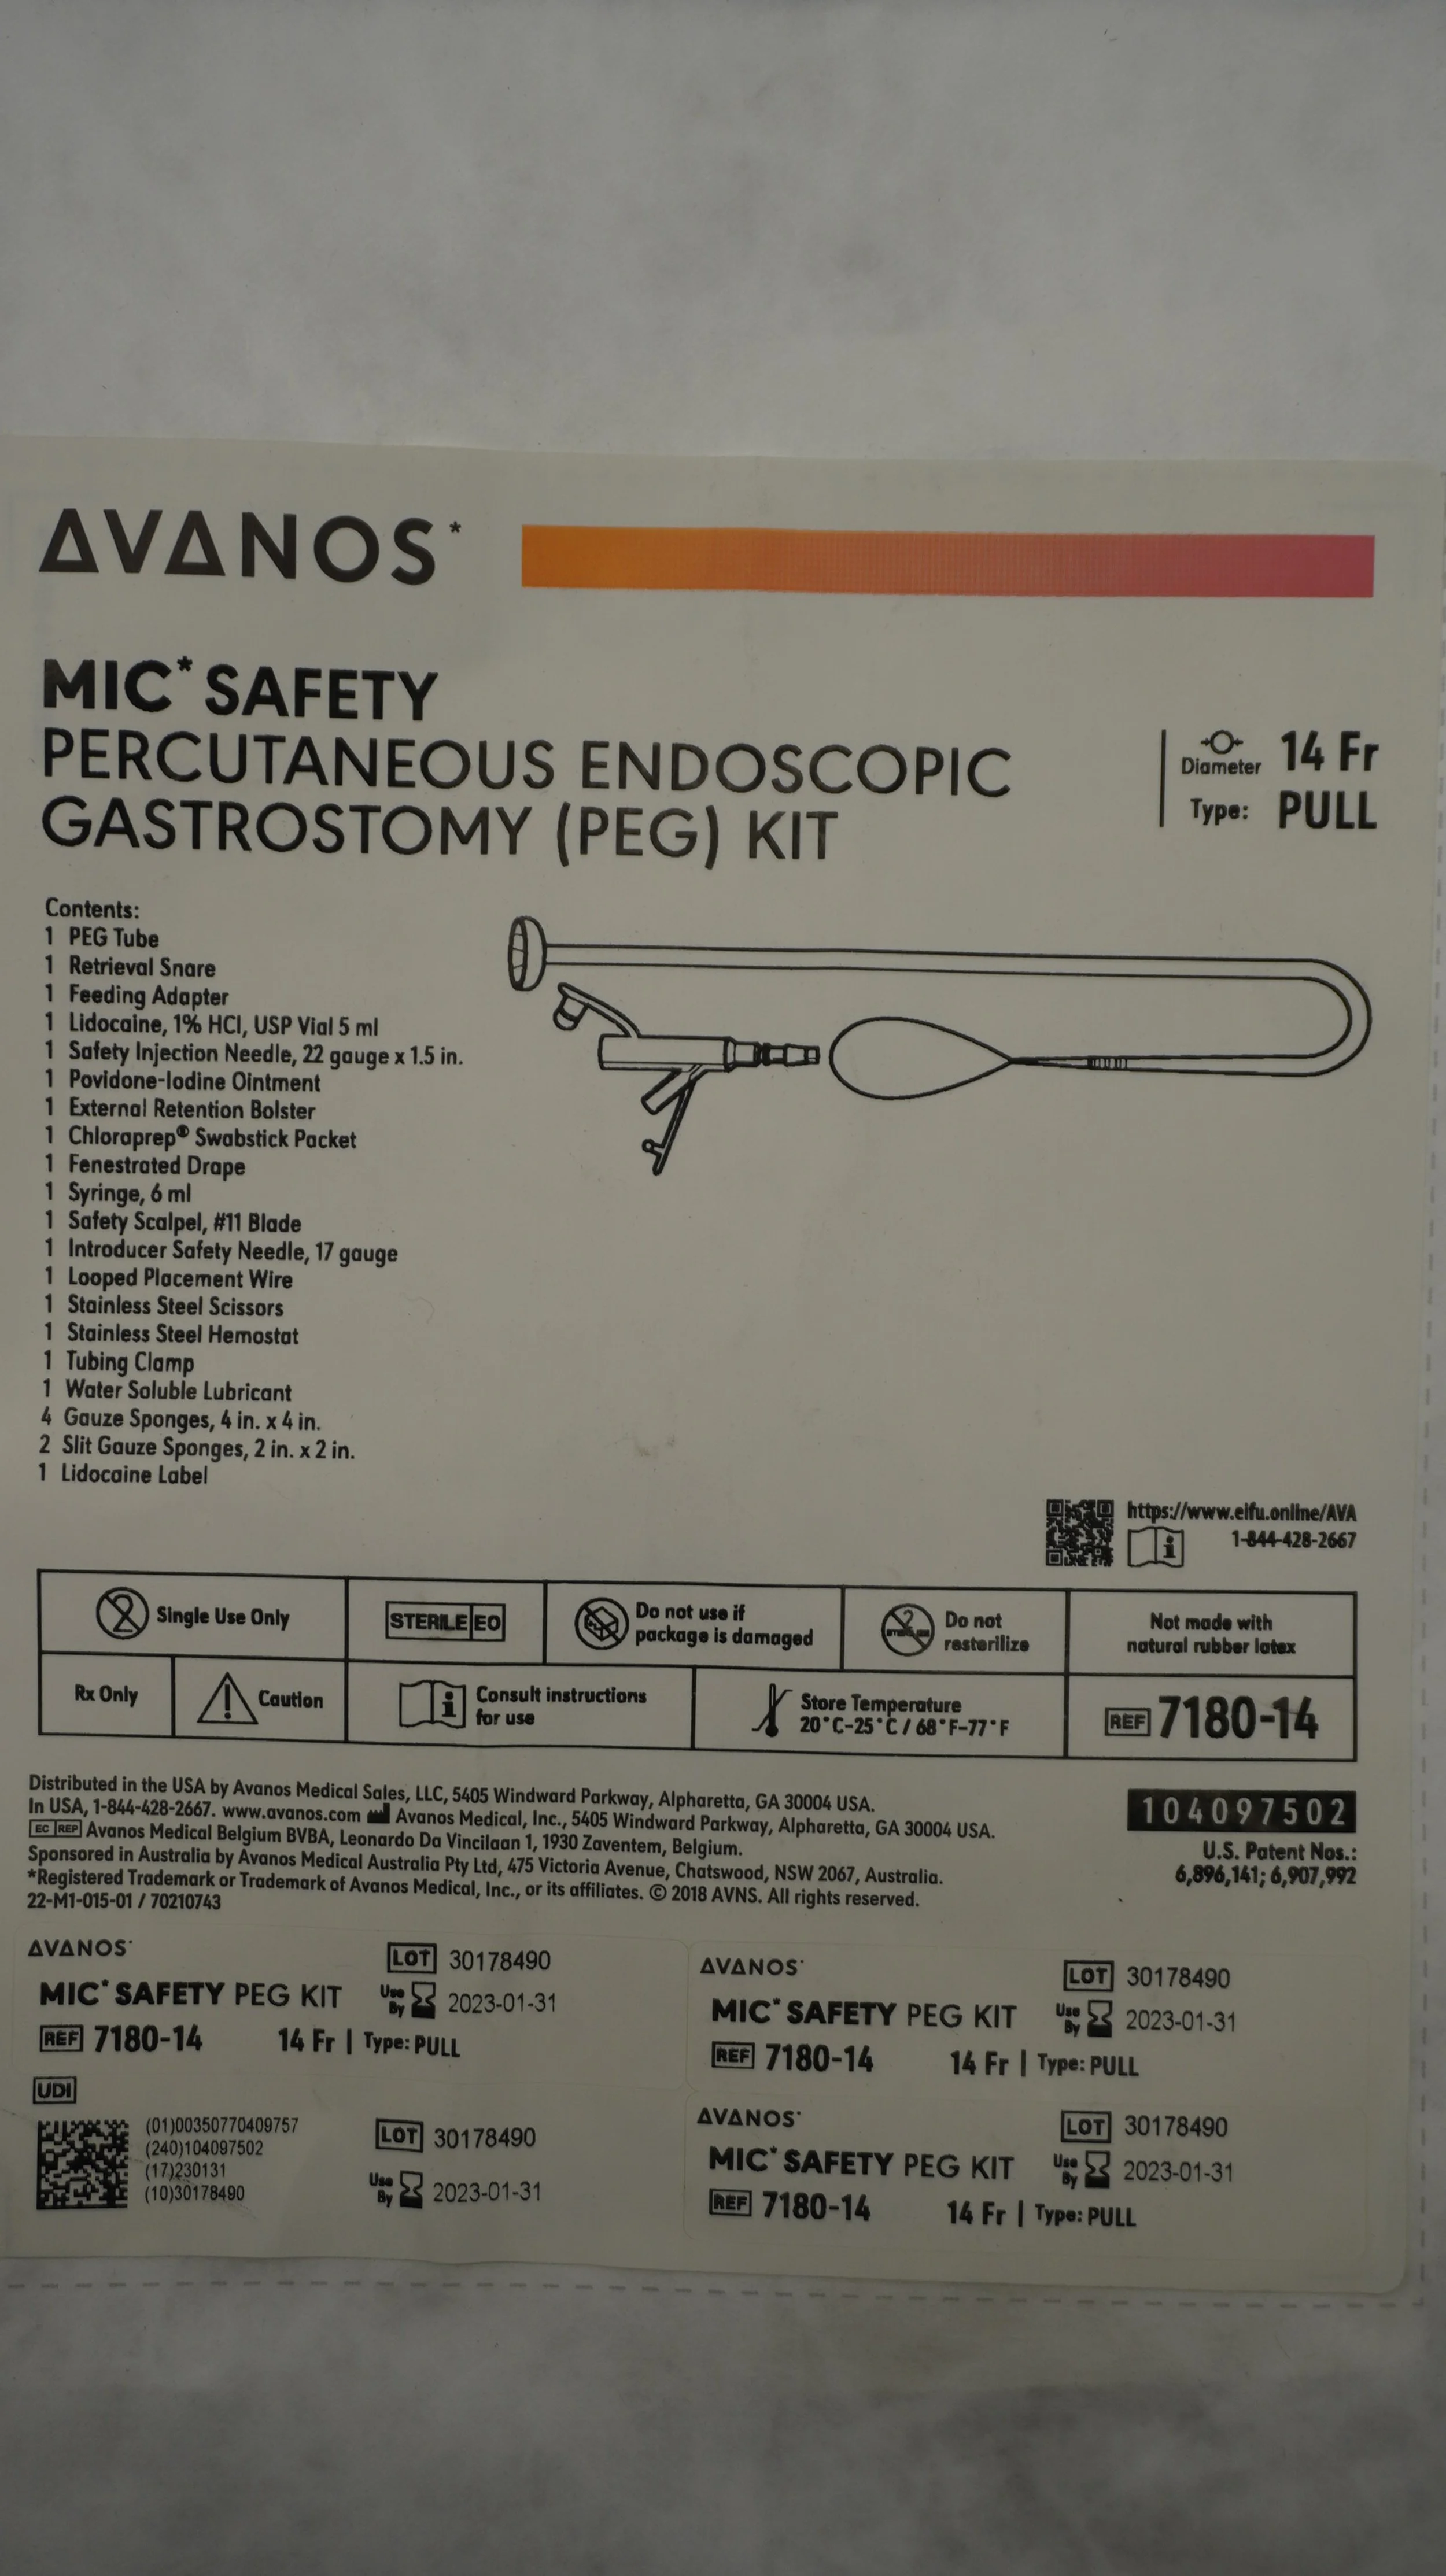 AVANOS*
MIC* SAFETY
PERCUTANEOUS ENDOSCOPIC
GASTROSTOMY (PEG) KIT
Diameter 14 Fr
Type: PULL
Contents:
1 PEG Tube
1 Retrieval Snare
1 Feeding Adapter
1 Lidocaine, 1% HCl, USP Vial 5 ml
1 Safety Injection Needle, 22 gauge x 1.5 in.
1 Povidone-Iodine Ointment
1 External Retention Bolster
1 Chloraprep® Swabstick Packet
1 Fenestrated Drape
1 Syringe, 6 ml
1 Safety Scalpel, #11 Blade
1 Introducer Safety Needle, 17 gauge
1 Looped Placement Wire
1 Stainless Steel Scissors
1 Stainless Steel Hemostat
1 Tubing Clamp
1 Water Soluble Lubricant
4 Gauze Sponges, 4 in. x 4 in.
2 Slit Gauze Sponges, 2 in. x 2 in.
1 Lidocaine Label
https://www.eifu.online/AVA
1-844-428-2667
2 Single Use Only
STERILE EO
Do not use if
package is damaged
2 STERILIZE Do not
resterilize
Not made with
natural rubber latex
Rx Only
Caution
Consult instructions
for use
Store Temperature
20°C-25°C / 68°F-77°F
REF 7180-14
Distributed in the USA by Avanos Medical Sales, LLC, 5405 Windward Parkway, Alpharetta, GA 30004 USA.
In USA, 1-844-428-2667. www.avanos.com Avanos Medical, Inc., 5405 Windward Parkway, Alpharetta, GA 30004 USA.
EC REP Avanos Medical Belgium BVBA, Leonardo Da Vincilaan 1, 1930 Zaventem, Belgium.
Sponsored in Australia by Avanos Medical Australia Pty Ltd, 475 Victoria Avenue, Chatswood, NSW 2067, Australia.
*Registered Trademark or Trademark of Avanos Medical, Inc., or its affiliates. © 2018 AVNS. All rights reserved.
22-M1-015-01 / 70210743
104097502
U.S. Patent Nos.:
6,896,141; 6,907,992
AVANOS*
MIC* SAFETY PEG KIT
REF 7180-14 14 Fr | Type: PULL
LOT 30178490
Use By 2023-01-31
AVANOS*
MIC* SAFETY PEG KIT
REF 7180-14 14 Fr | Type: PULL
LOT 30178490
Use By 2023-01-31
UDI
(01)00350770409757
(240)104097502
(17)230131
(10)30178490
LOT 30178490
Use By 2023-01-31
AVANOS*
MIC* SAFETY PEG KIT
REF 7180-14 14 Fr | Type: PULL
LOT 30178490
Use By 2023-01-31